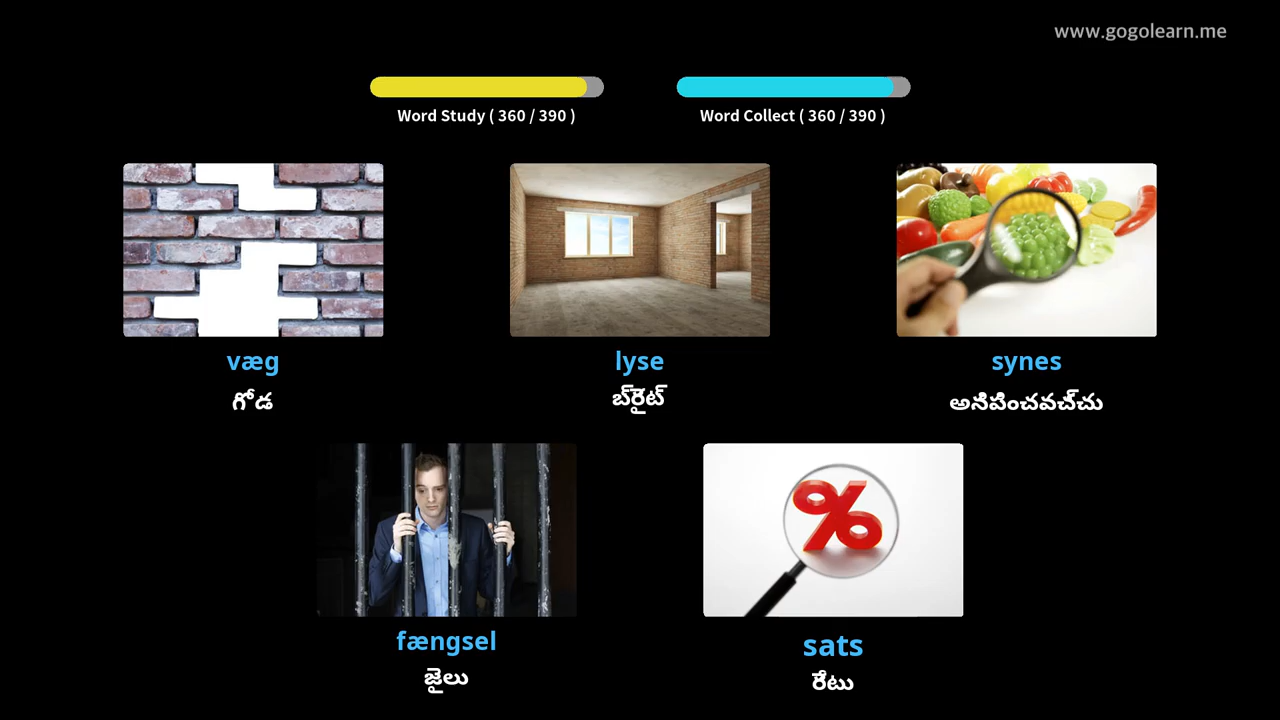 www.gogolearn.me
Word Study ( 360 / 390 )
Word Collect ( 360 / 390 )
væg
గోడ
lyse
బ్రైట్
synes
అనిపించవచ్చు
fængsel
జైలు
sats
రేటు